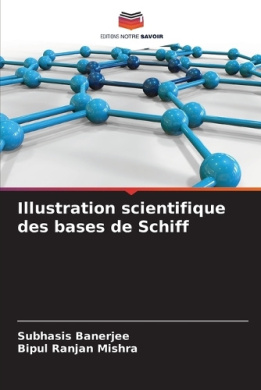 EDITIONS NOTRE SAVOIR
Illustration scientifique
des bases de Schiff
Subhasis Banerjee
Bipul Ranjan Mishra